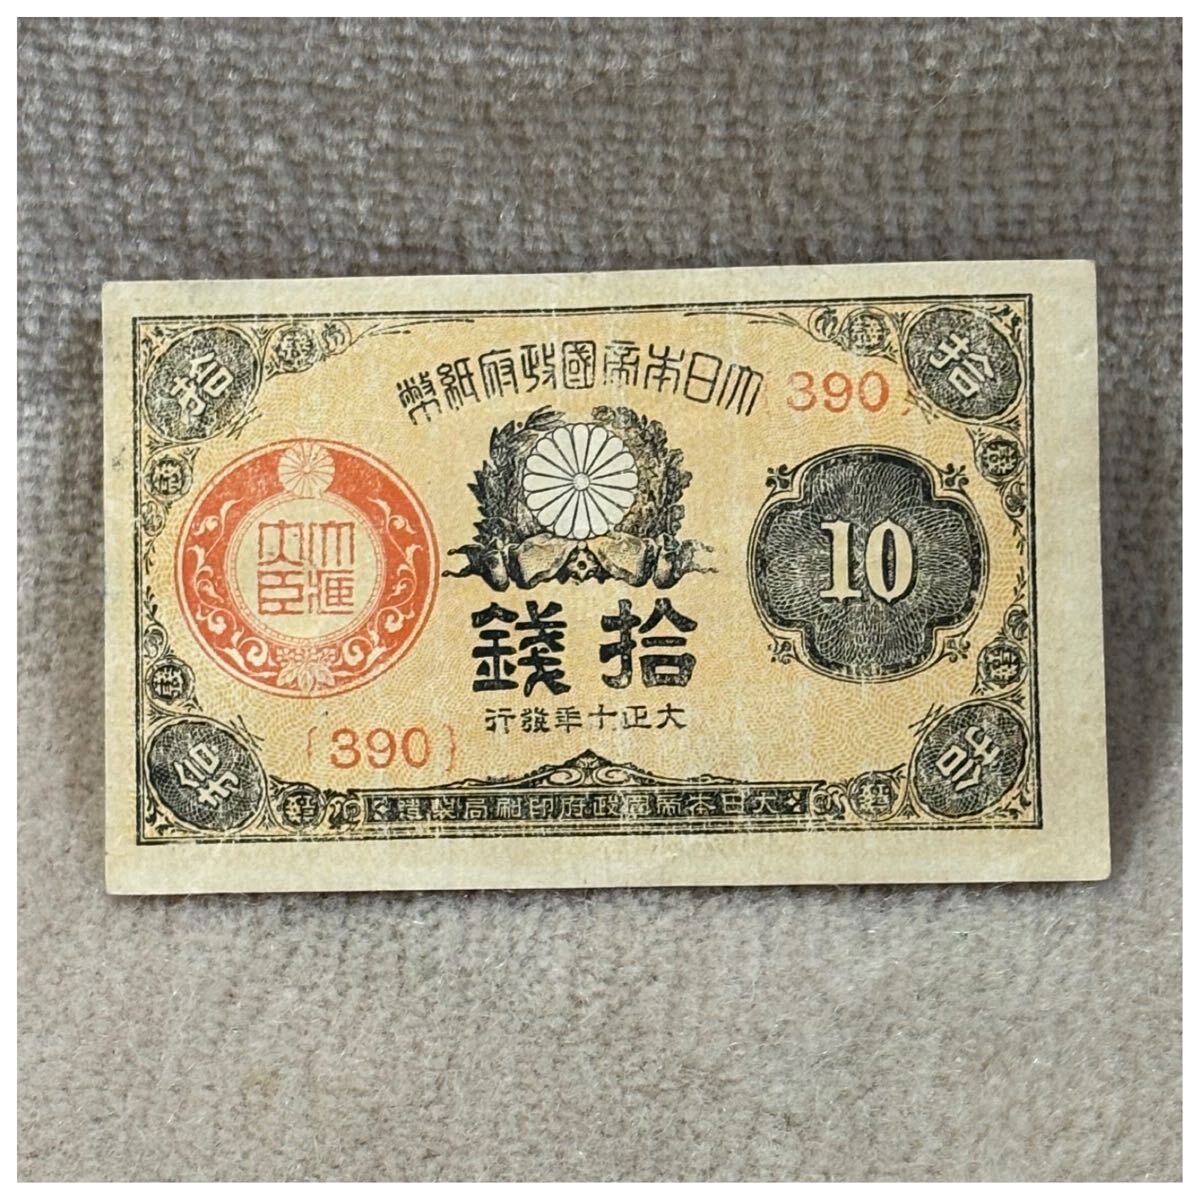 大日本帝國政府紙幣
{390}
拾
拾
大藏
大臣
10
拾錢
大正十年發行
{390}
拾
拾
大日本帝國政府印刷局製造